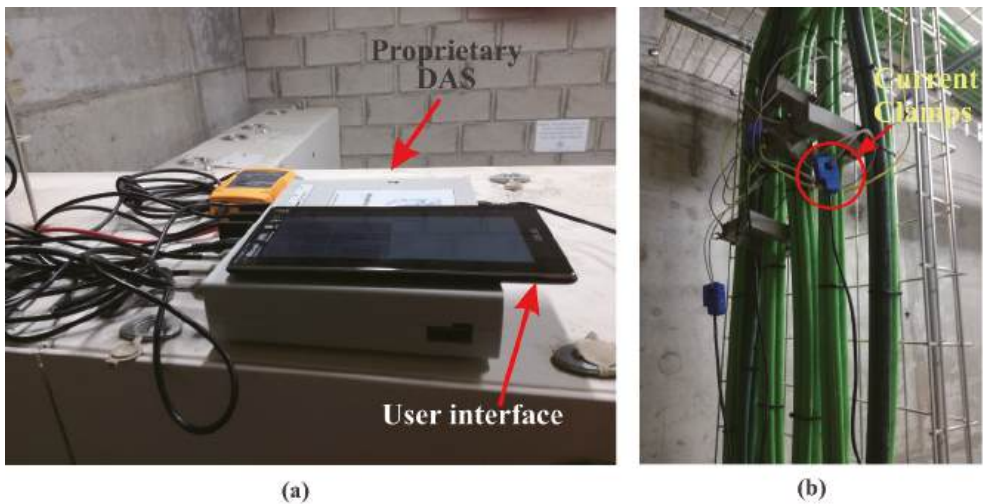 Proprietary
DAS
User interface
(a)
Current
Clamps
(b)